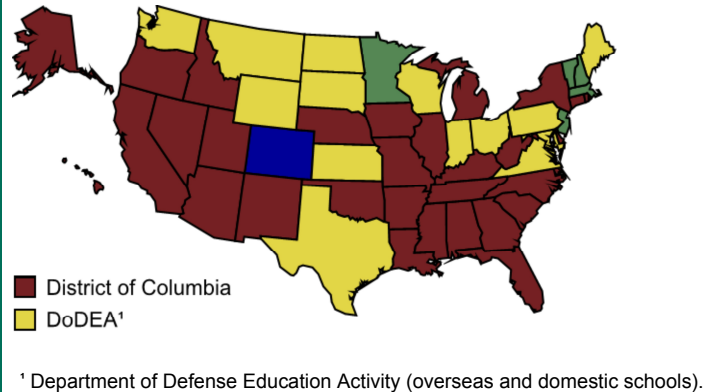 District of Columbia
DoDEA¹
¹ Department of Defense Education Activity (overseas and domestic schools).